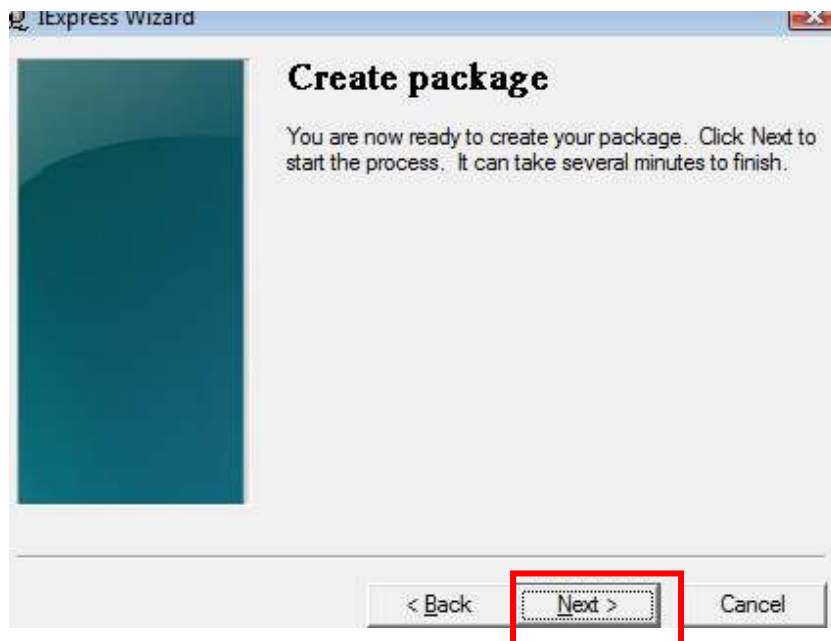 IExpress Wizard
Create package
You are now ready to create your package. Click Next to
start the process. It can take several minutes to finish.
< Back
Next >
Cancel